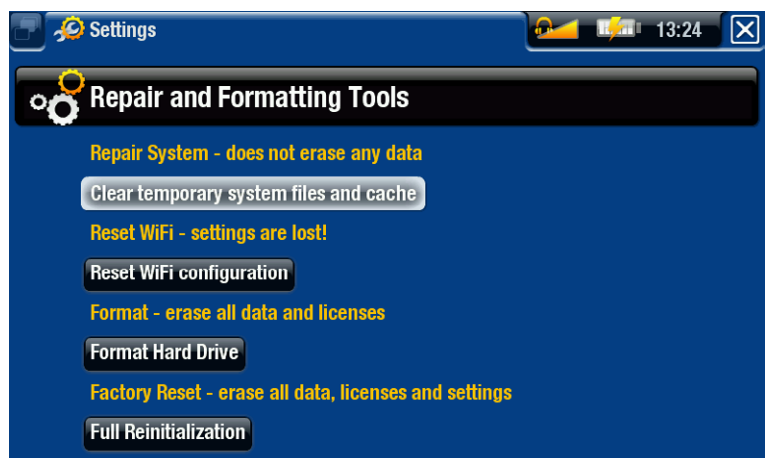 Settings
13:24
Repair and Formatting Tools
Repair System - does not erase any data
Clear temporary system files and cache
Reset WiFi - settings are lost!
Reset WiFi configuration
Format - erase all data and licenses
Format Hard Drive
Factory Reset - erase all data, licenses and settings
Full Reinitialization